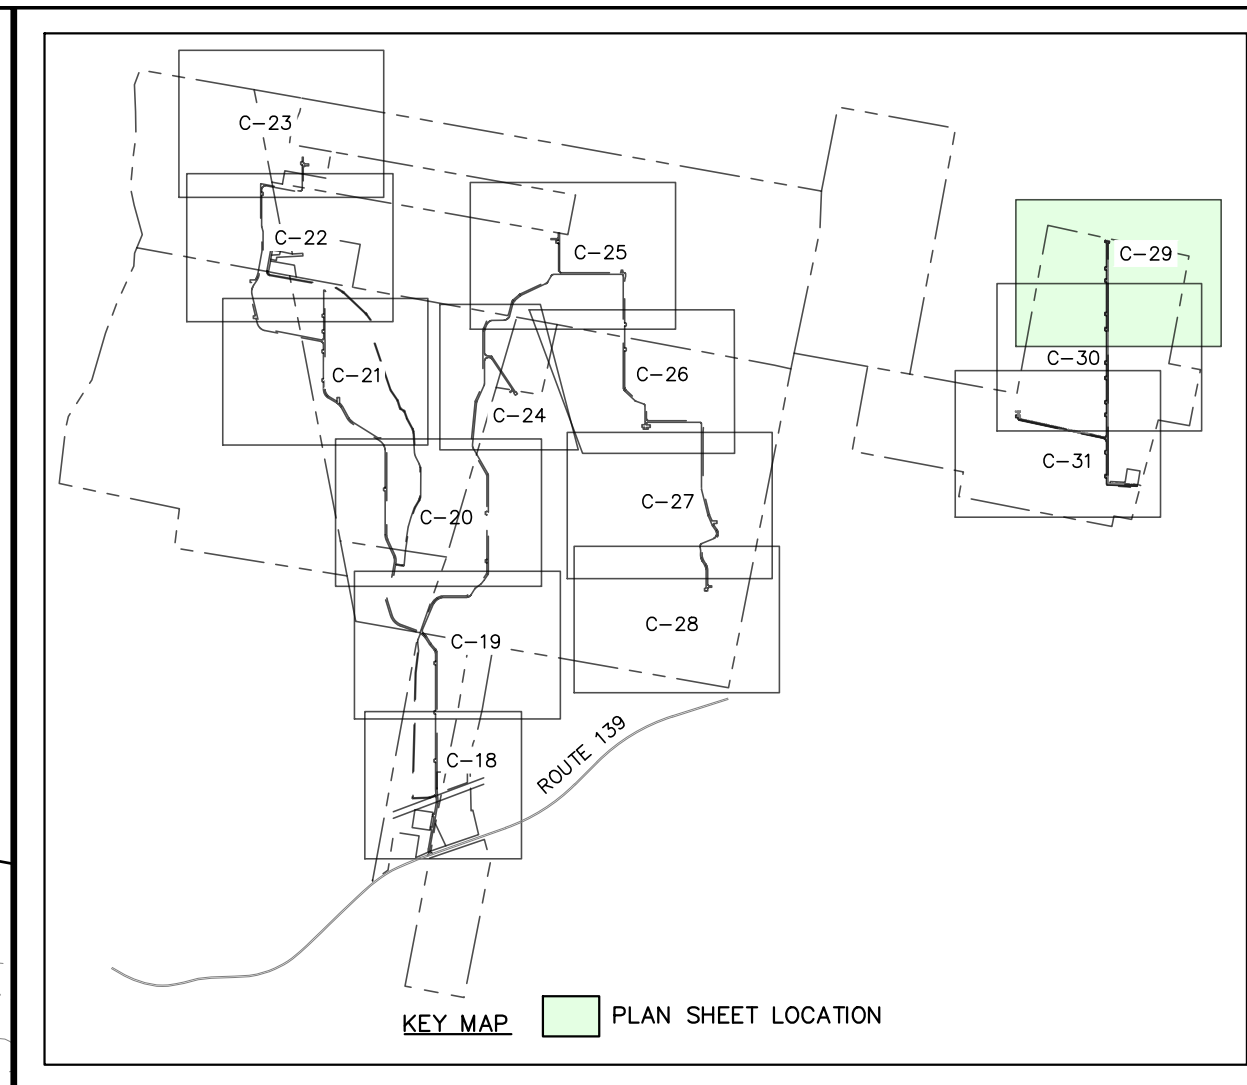 C-23
C-22
C-25
C-29
C-21
C-26
C-30
C-24
C-31
C-27
C-20
C-28
C-19
ROUTE 139
C-18
KEY MAP
PLAN SHEET LOCATION